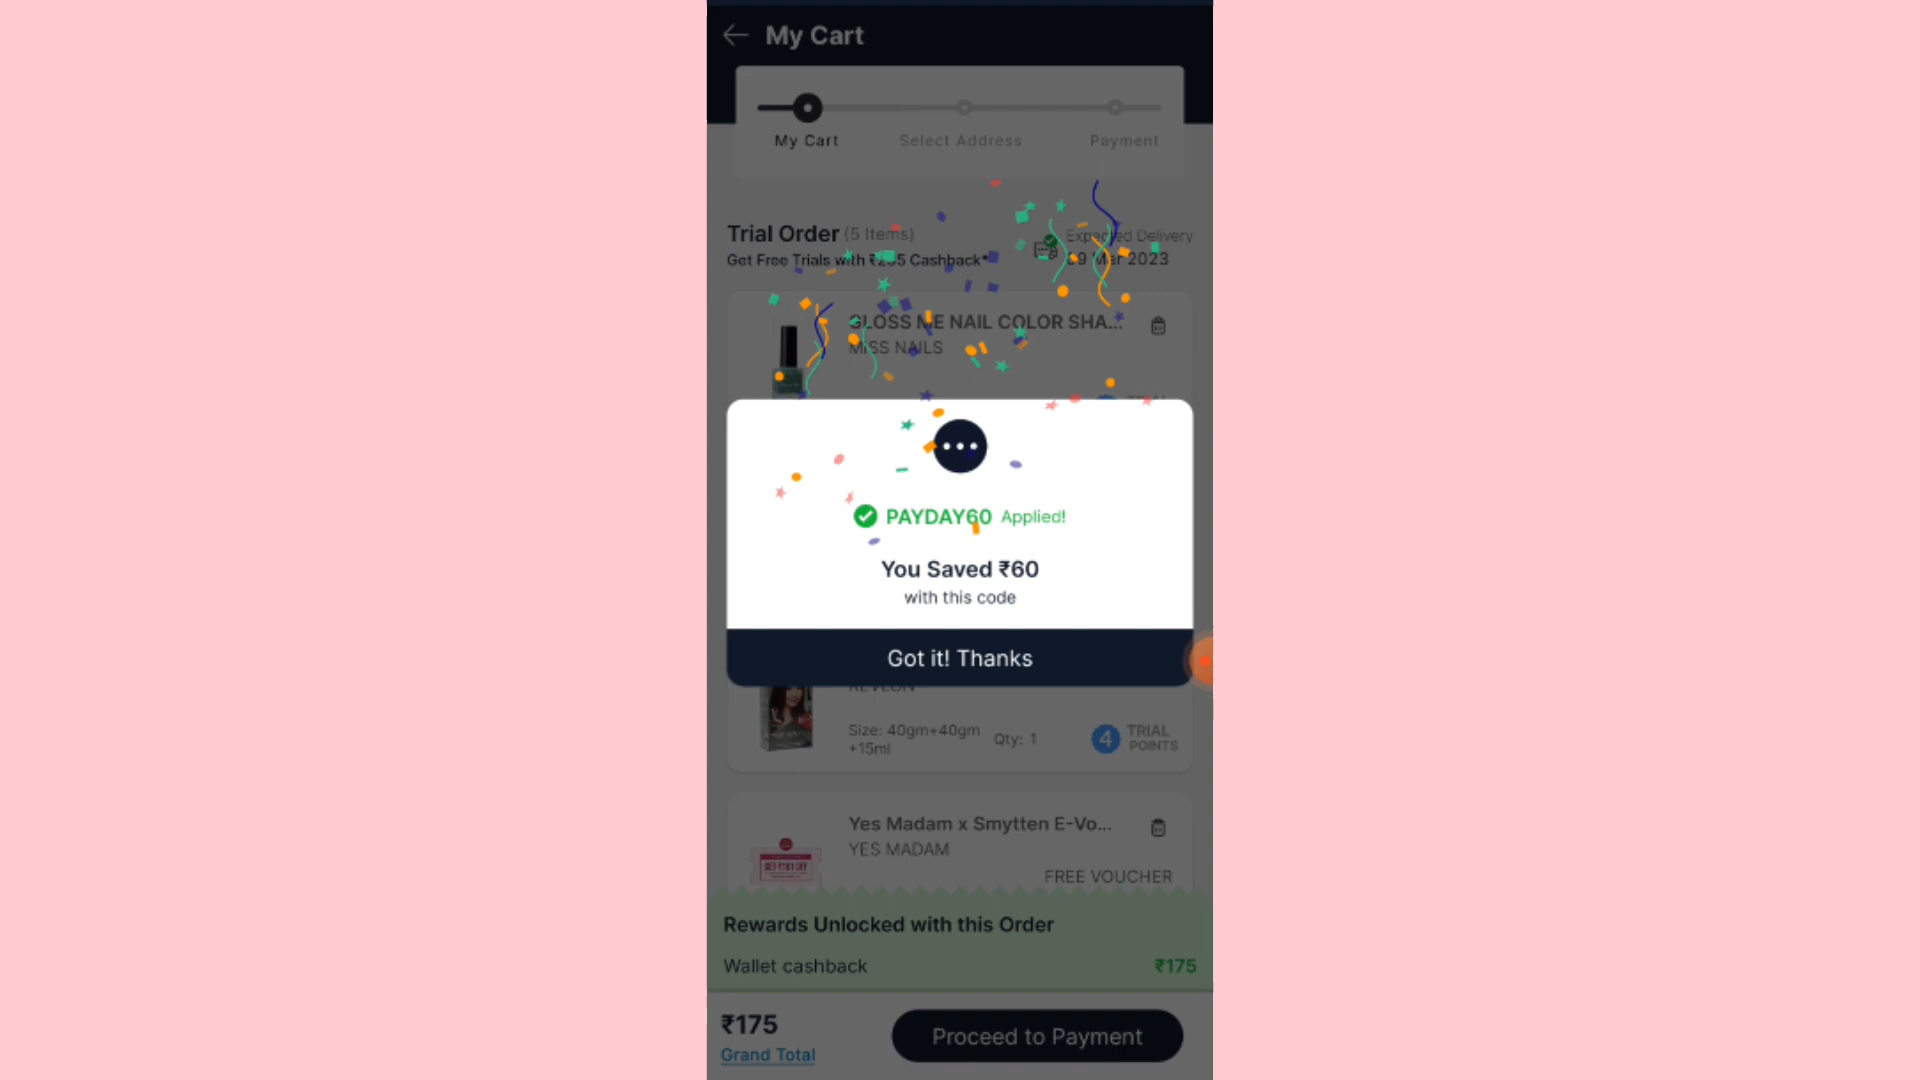 My Cart
My Cart
Select Address
Payment
Trial Order (5 Items)
Expected Delivery
Get Free Trials with ₹235 Cashback*
09 Mar 2023
GLOSS ME NAIL COLOR SHA...
MISS NAILS
PAYDAY60 Applied!
You Saved ₹60
with this code
Got it! Thanks
REVLON
Size: 40gm+40gm
+15ml
Qty: 1
4 TRIAL
POINTS
Yes Madam x Smytten E-Vo...
YES MADAM
FREE VOUCHER
Rewards Unlocked with this Order
Wallet cashback ₹175
₹175
Grand Total
Proceed to Payment